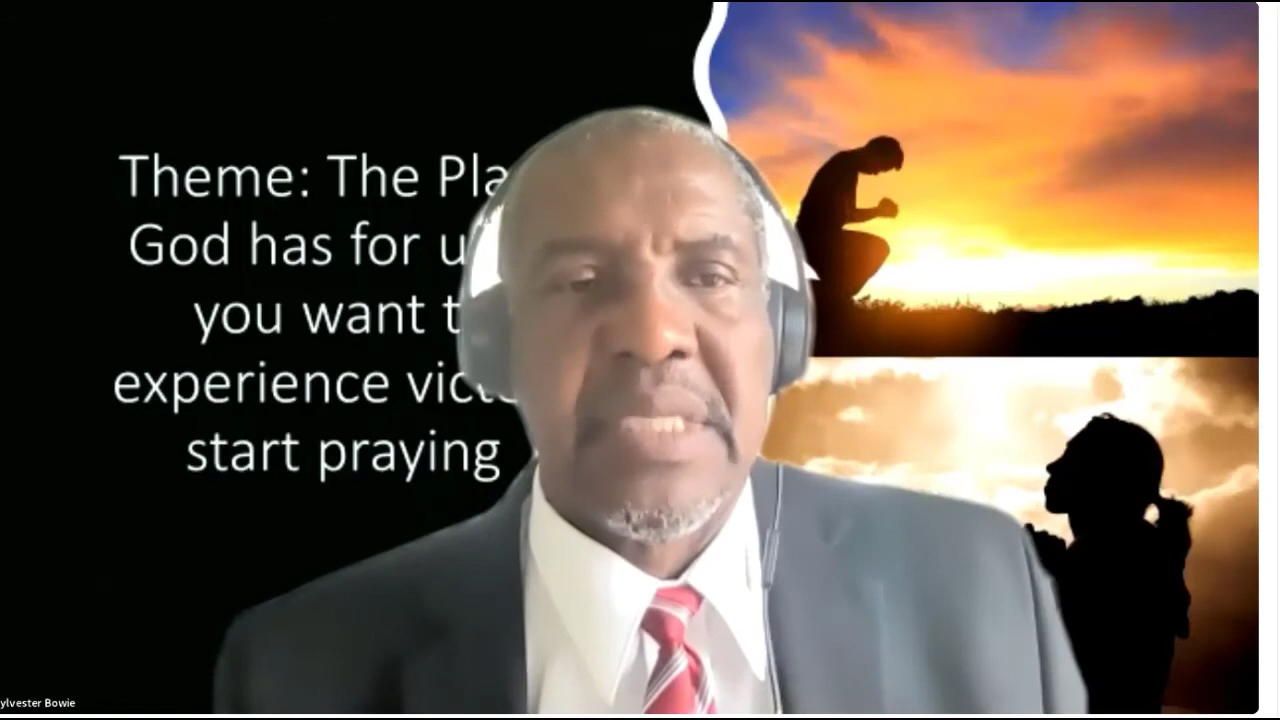 Theme: The Pla
God has for u
you want t
experience vict
start praying
ylvester Bowie